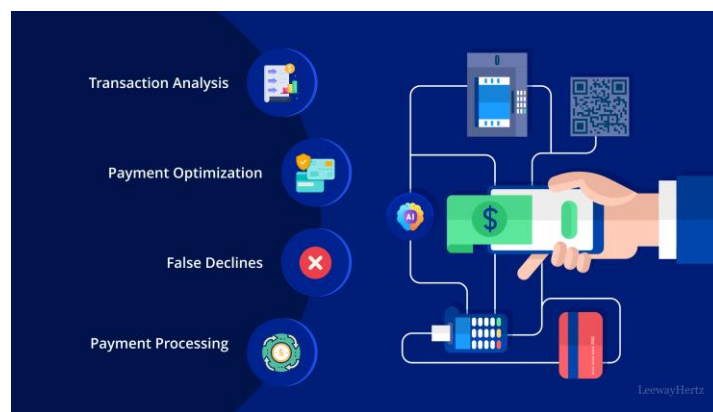 Transaction Analysis
Payment Optimization
AI
$
False Declines
Payment Processing
LeewayHertz